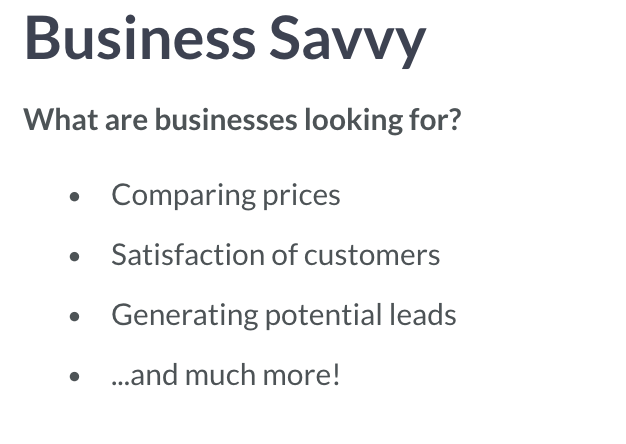 Business Savvy
What are businesses looking for?
• Comparing prices
• Satisfaction of customers
• Generating potential leads
• ...and much more!